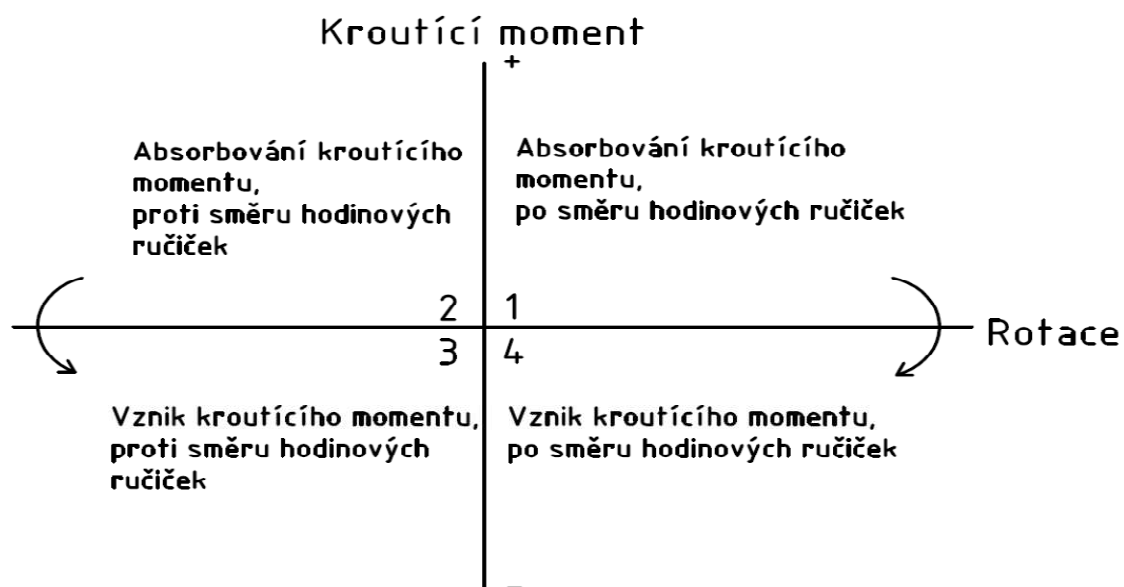 Kroutící moment
+
Absorbování kroutícího
momentu,
proti směru hodinových
ručiček
Absorbování kroutícího
momentu,
po směru hodinových ručiček
2
1
Rotace
3
4
Vznik kroutícího momentu,
proti směru hodinových
ručiček
Vznik kroutícího momentu,
po směru hodinových ručiček
-